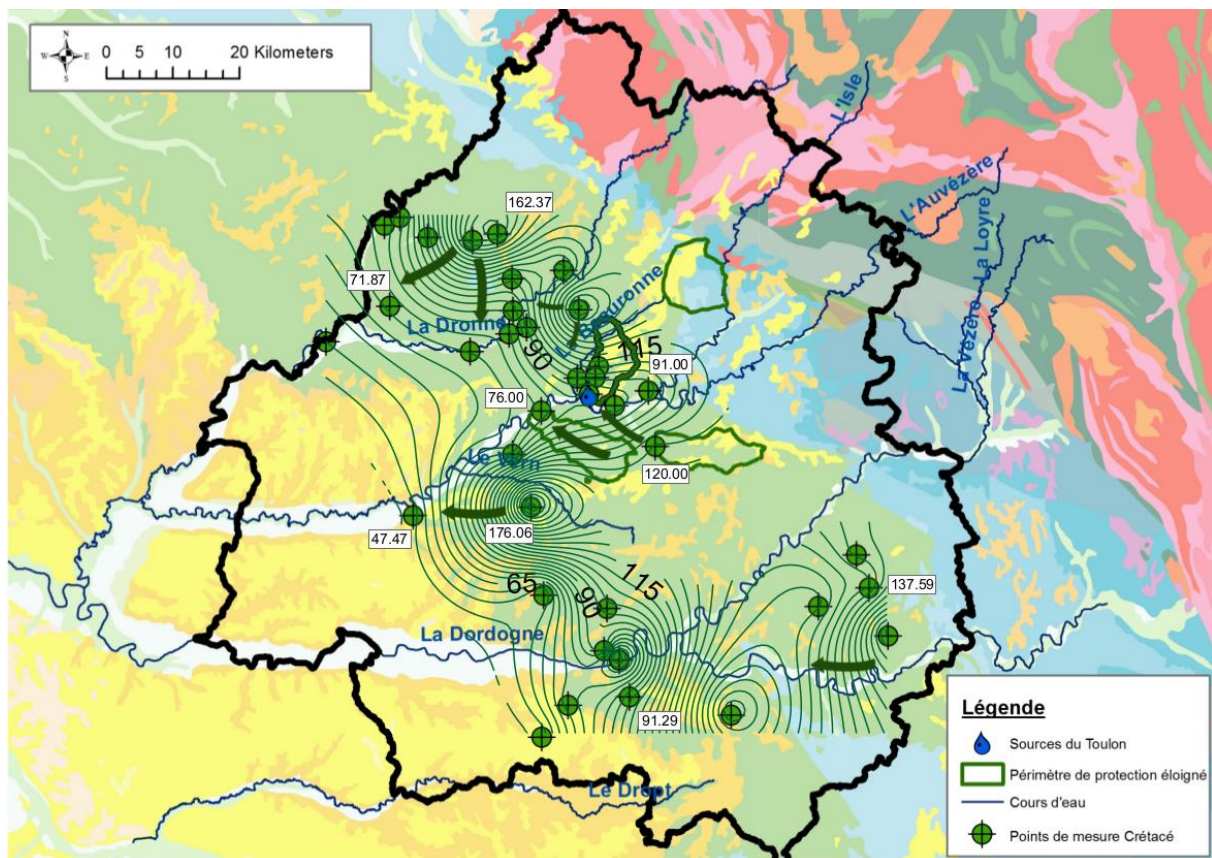 N
W E
S
0 5 10 20 Kilometers
L'Isle
L'Auvézère
La Loyre
La Vézère
162.37
71.87
La Dronne
90
115
91.00
76.00
Le Vern
120.00
47.47
176.06
65
90
115
137.59
La Dordogne
91.29
Le Dropt
Légende
Sources du Toulon
Périmètre de protection éloigné
Cours d'eau
Points de mesure Crétacé